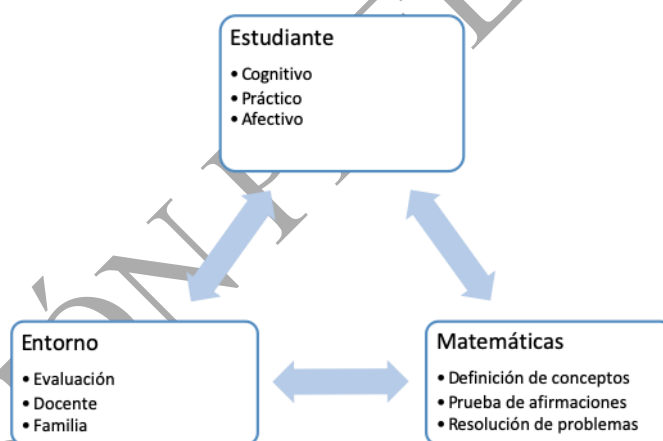 Estudiante
• Cognitivo
• Práctico
• Afectivo
Entorno
• Evaluación
• Docente
• Familia
Matemáticas
• Definición de conceptos
• Prueba de afirmaciones
• Resolución de problemas